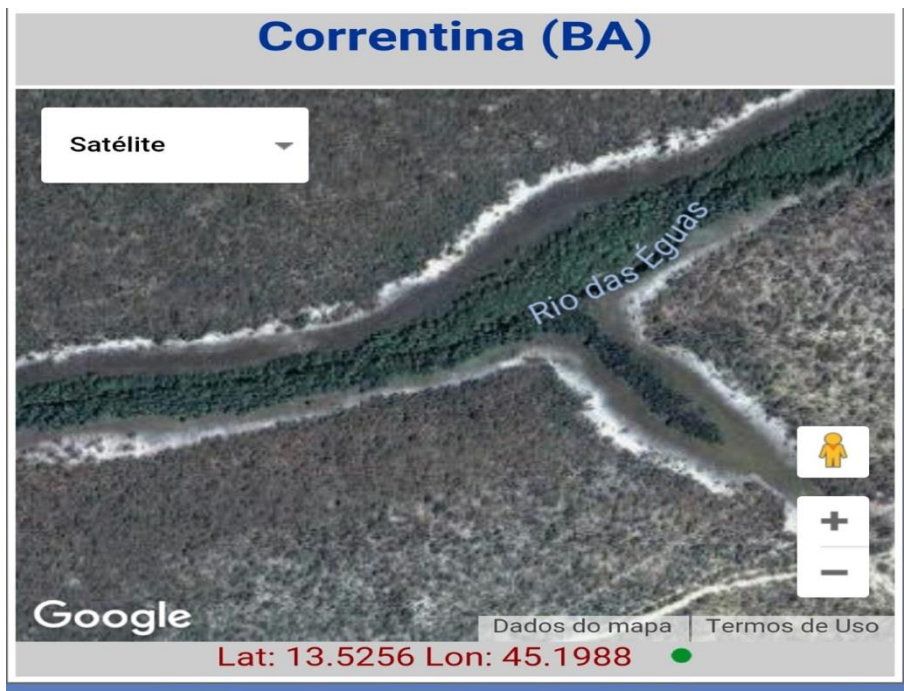 Correntina (BA)
Satélite
Rio das Éguas
Google
Dados do mapa
Termos de Uso
Lat: 13.5256 Lon: 45.1988